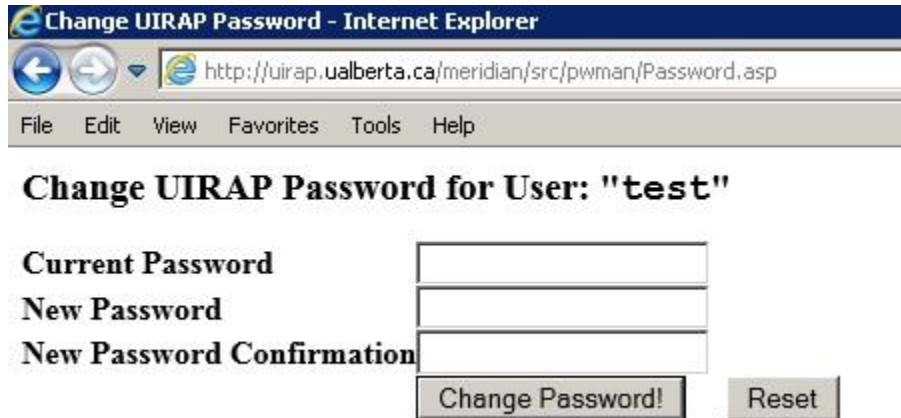 Change UIRAP Password - Internet Explorer
http://uirap.ualberta.ca/meridian/src/pwman/Password.asp
File Edit View Favorites Tools Help
Change UIRAP Password for User: "test"
Current Password
New Password
New Password Confirmation
Change Password! Reset